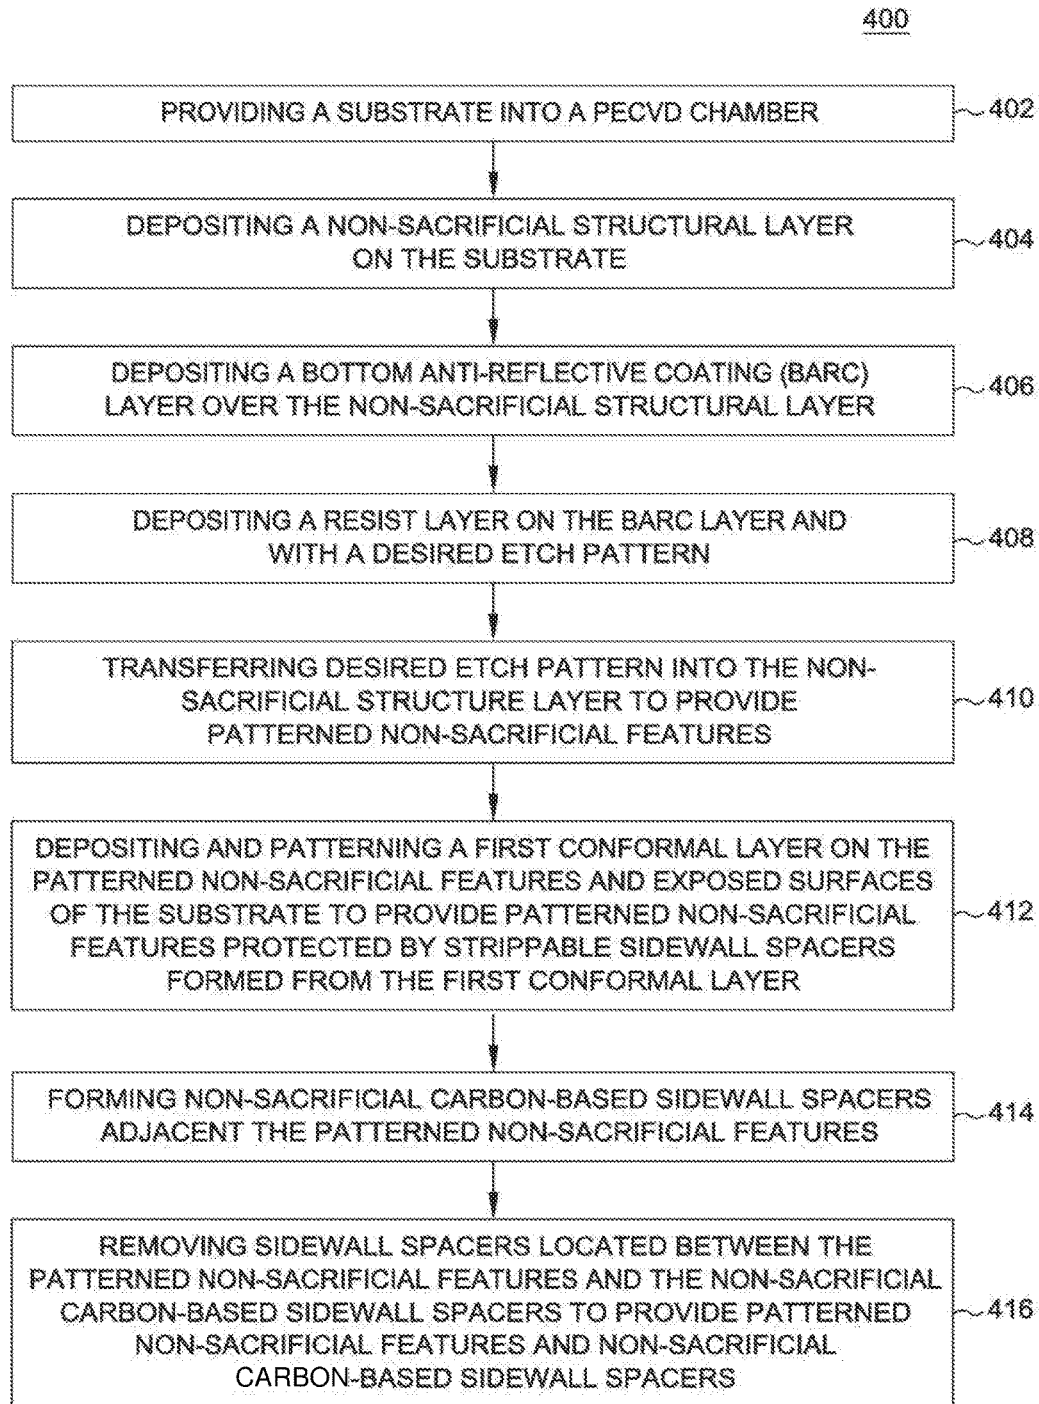 400
PROVIDING A SUBSTRATE INTO A PECVD CHAMBER
402
DEPOSITING A NON-SACRIFICIAL STRUCTURAL LAYER
ON THE SUBSTRATE
404
DEPOSITING A BOTTOM ANTI-REFLECTIVE COATING (BARC)
LAYER OVER THE NON-SACRIFICIAL STRUCTURAL LAYER
406
DEPOSITING A RESIST LAYER ON THE BARC LAYER AND
WITH A DESIRED ETCH PATTERN
408
TRANSFERRING DESIRED ETCH PATTERN INTO THE NON-
SACRIFICIAL STRUCTURE LAYER TO PROVIDE
PATTERNED NON-SACRIFICIAL FEATURES
410
DEPOSITING AND PATTERNING A FIRST CONFORMAL LAYER ON THE
PATTERNED NON-SACRIFICIAL FEATURES AND EXPOSED SURFACES
OF THE SUBSTRATE TO PROVIDE PATTERNED NON-SACRIFICIAL
FEATURES PROTECTED BY STRIPPABLE SIDEWALL SPACERS
FORMED FROM THE FIRST CONFORMAL LAYER
412
FORMING NON-SACRIFICIAL CARBON-BASED SIDEWALL SPACERS
ADJACENT THE PATTERNED NON-SACRIFICIAL FEATURES
414
REMOVING SIDEWALL SPACERS LOCATED BETWEEN THE
PATTERNED NON-SACRIFICIAL FEATURES AND THE NON-SACRIFICIAL
CARBON-BASED SIDEWALL SPACERS TO PROVIDE PATTERNED
NON-SACRIFICIAL FEATURES AND NON-SACRIFICIAL
CARBON-BASED SIDEWALL SPACERS
416